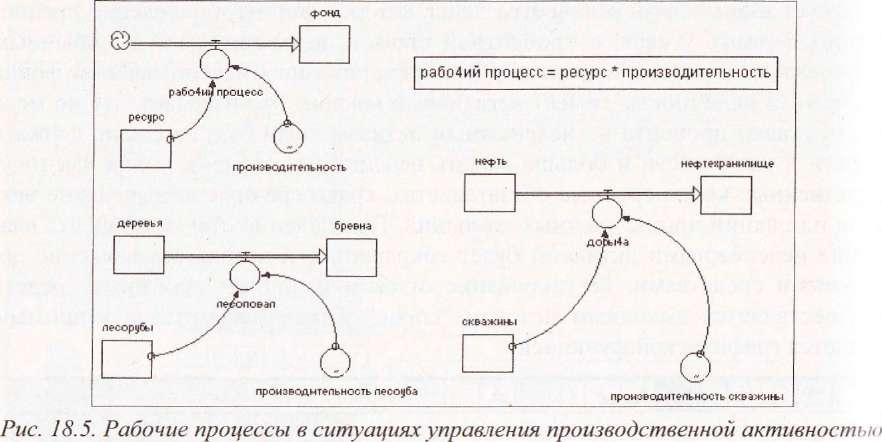 фонд
рабо4ий процесс = ресурс * производительность
рабо4ий процесс
ресурс
производительность
нефть
нефтехранилище
деревья
бревна
добы4а
лесоповал
лесорубы
скважины
производительность лесоуба
производительность скважины
Рис. 18.5. Рабочие процессы в ситуациях управления производственной активностью